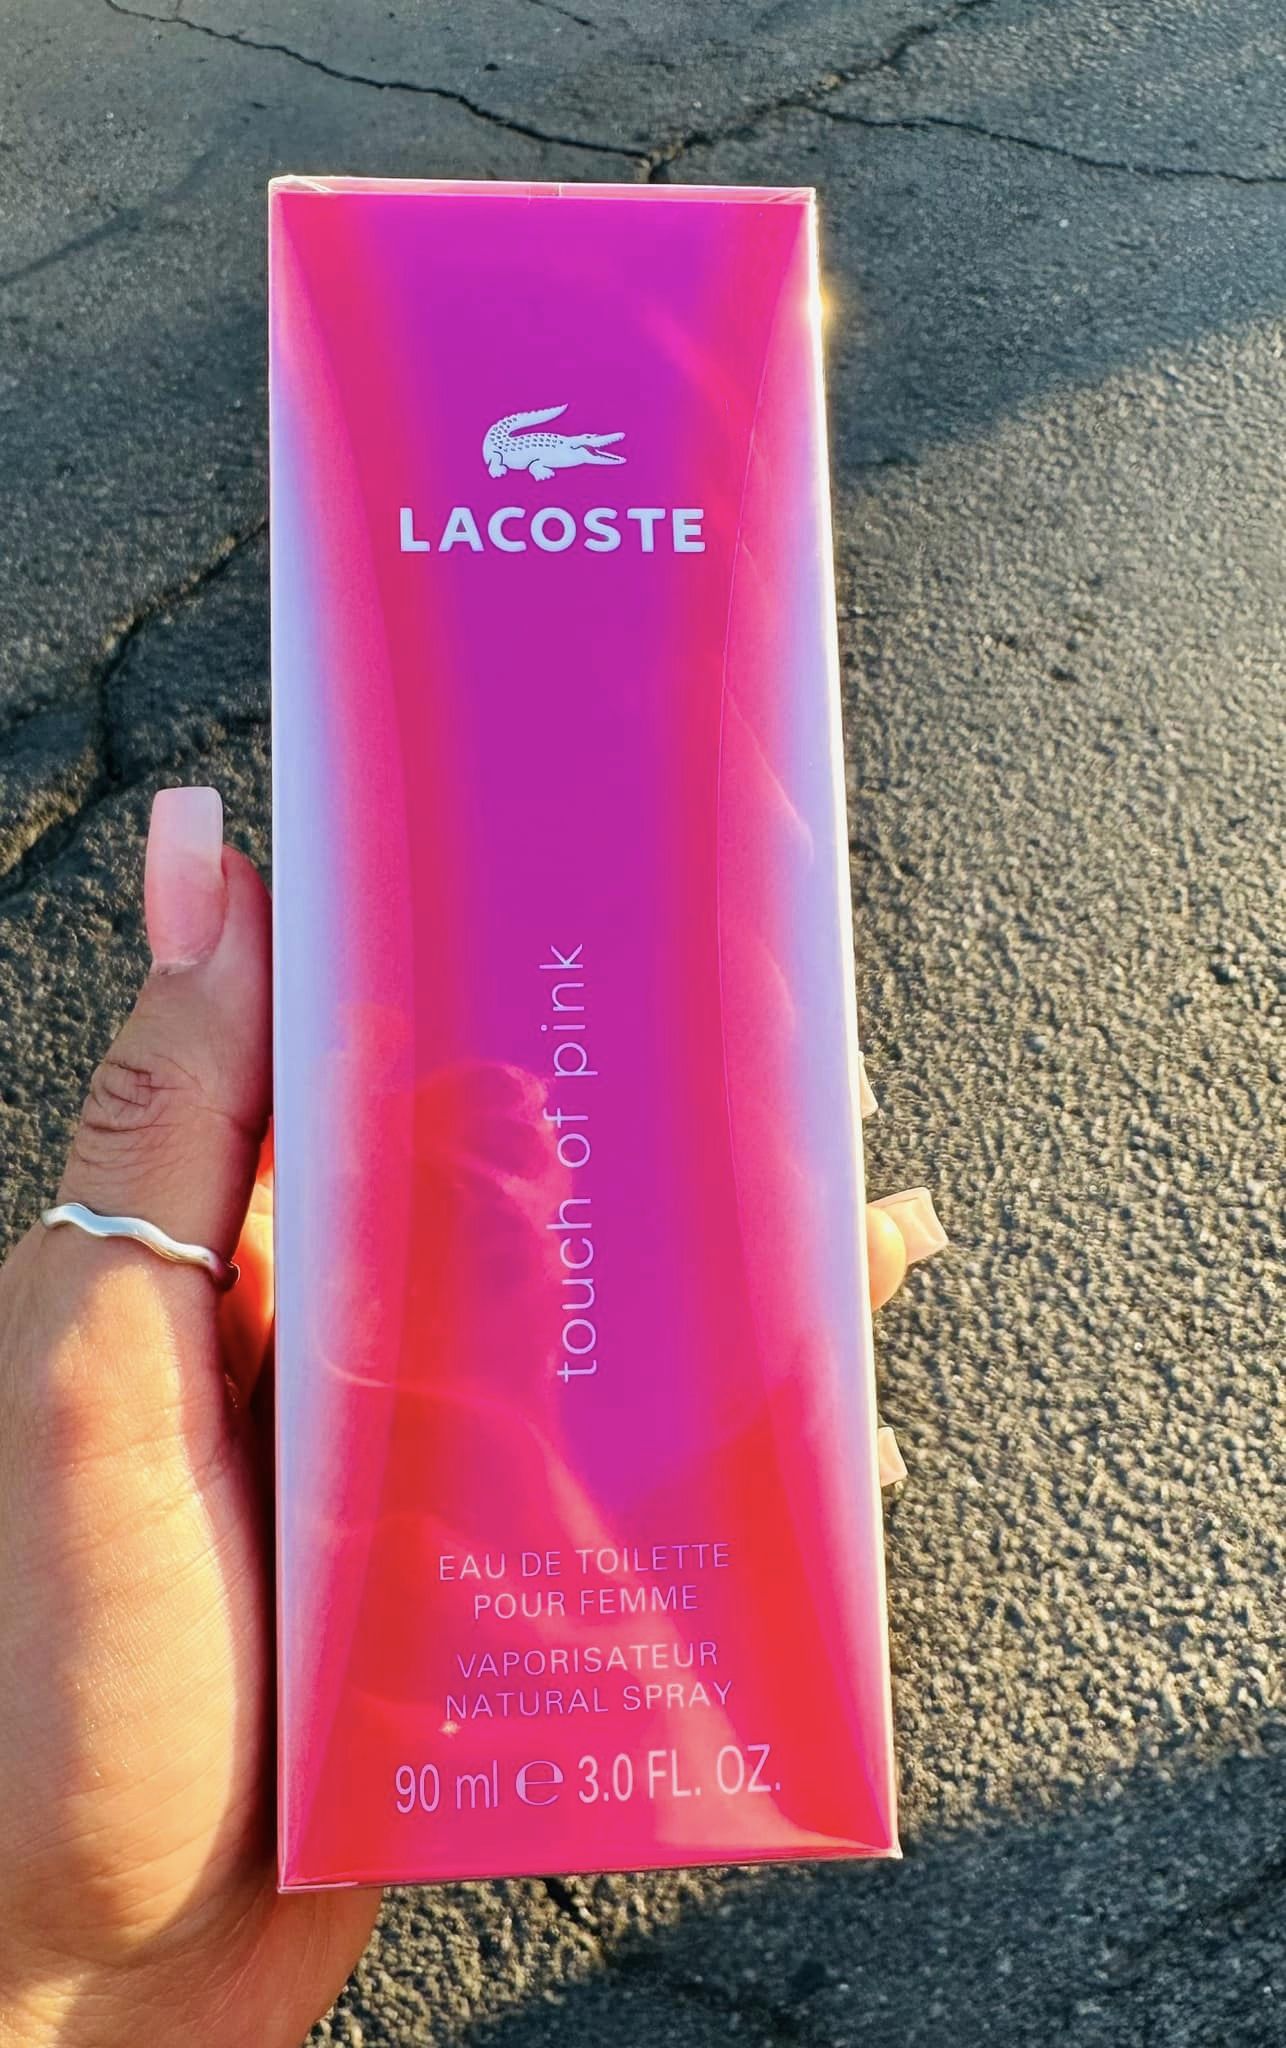 LACOSTE
touch of pink
EAU DE TOILETTE
POUR FEMME
VAPORISATEUR
NATURAL SPRAY
90 ml ℮ 3.0 FL. OZ.